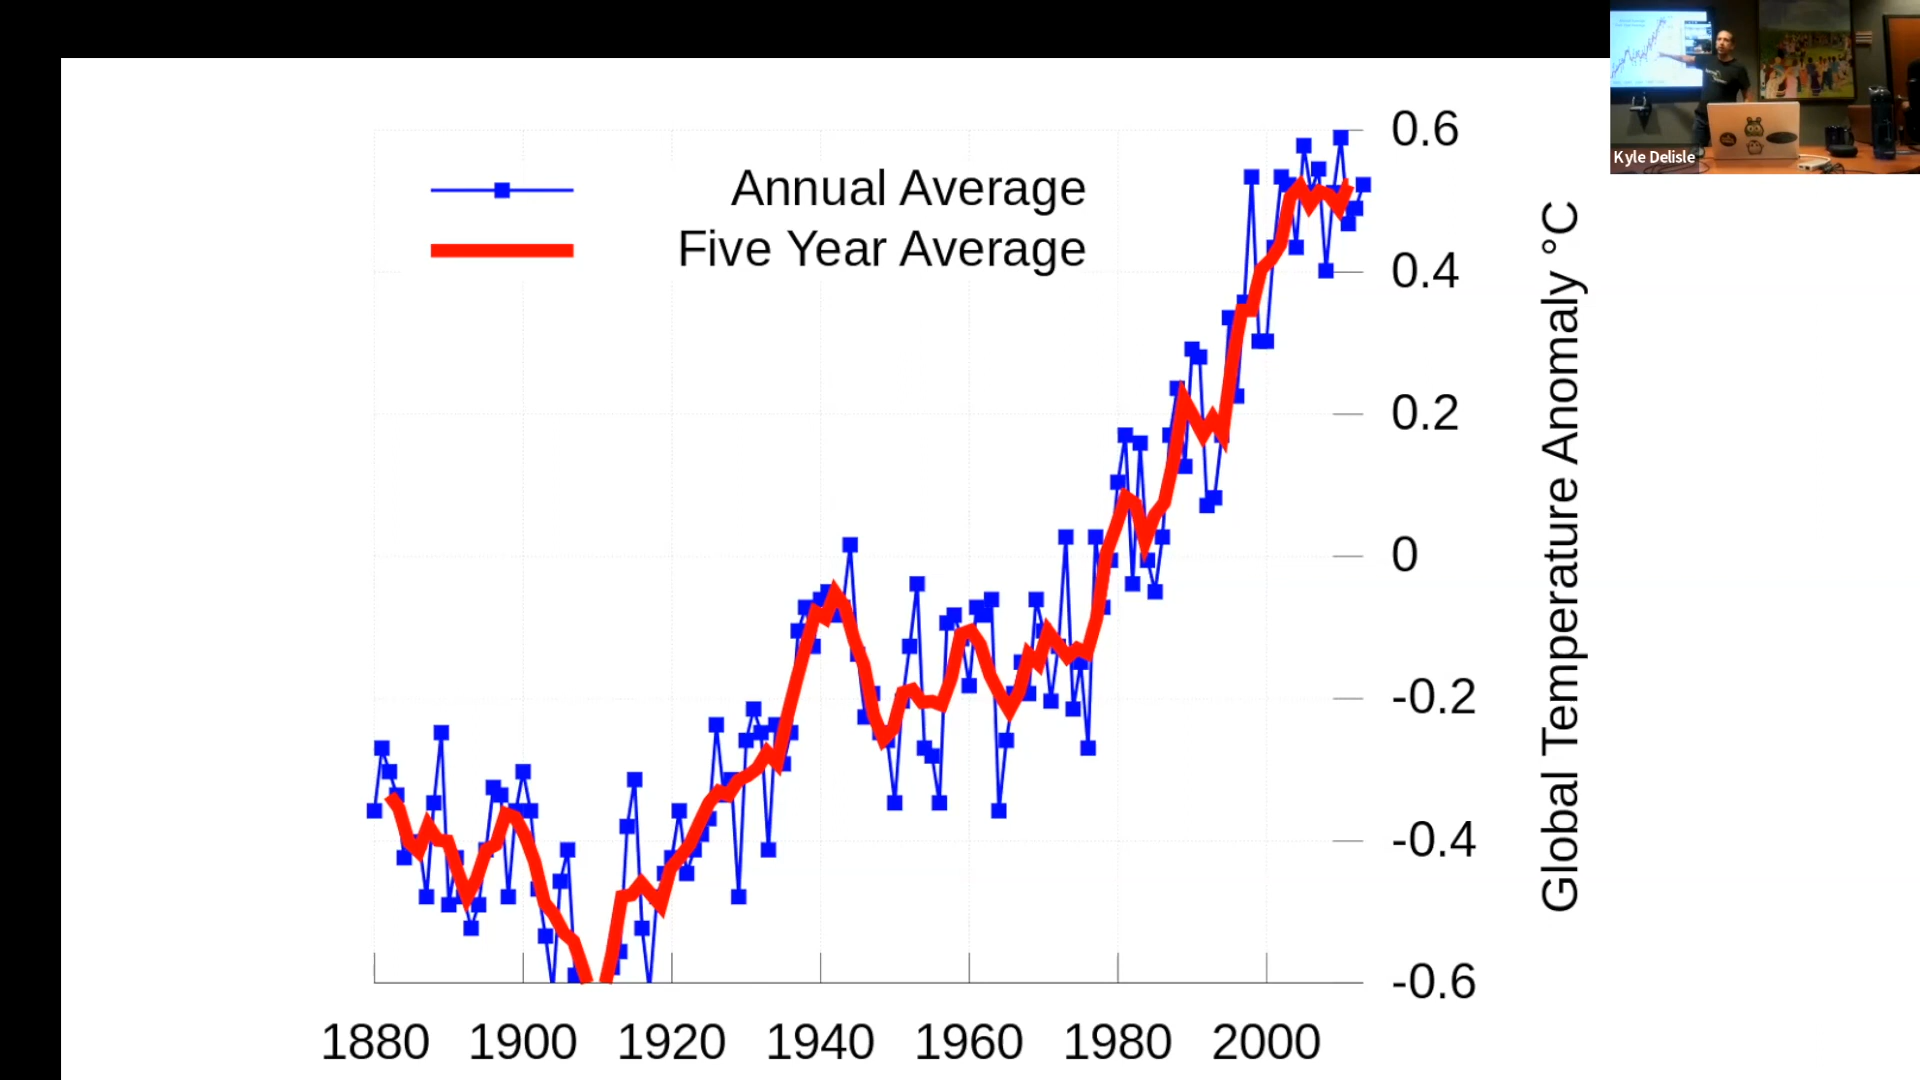 Annual Average
Five Year Average
0.6
0.4
0.2
0
-0.2
-0.4
-0.6
Global Temperature Anomaly °C
1880 1900 1920 1940 1960 1980 2000
Kyle Delisle